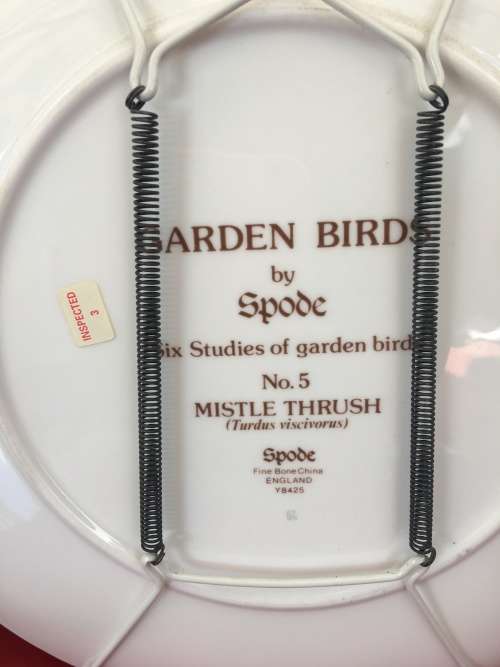 GARDEN BIRDS
by
Spode
Six Studies of garden bird
No. 5
MISTLE THRUSH
(Turdus viscivorus)
Spode
Fine Bone China
ENGLAND
Y8425
INSPECTED
3